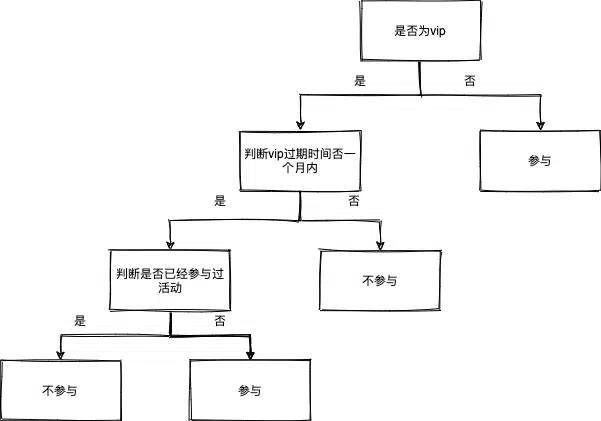 是否为vip
是
否
判断vip过期时间否一
个月内
参与
是
否
判断是否已经参与过
活动
不参与
是
否
不参与
参与